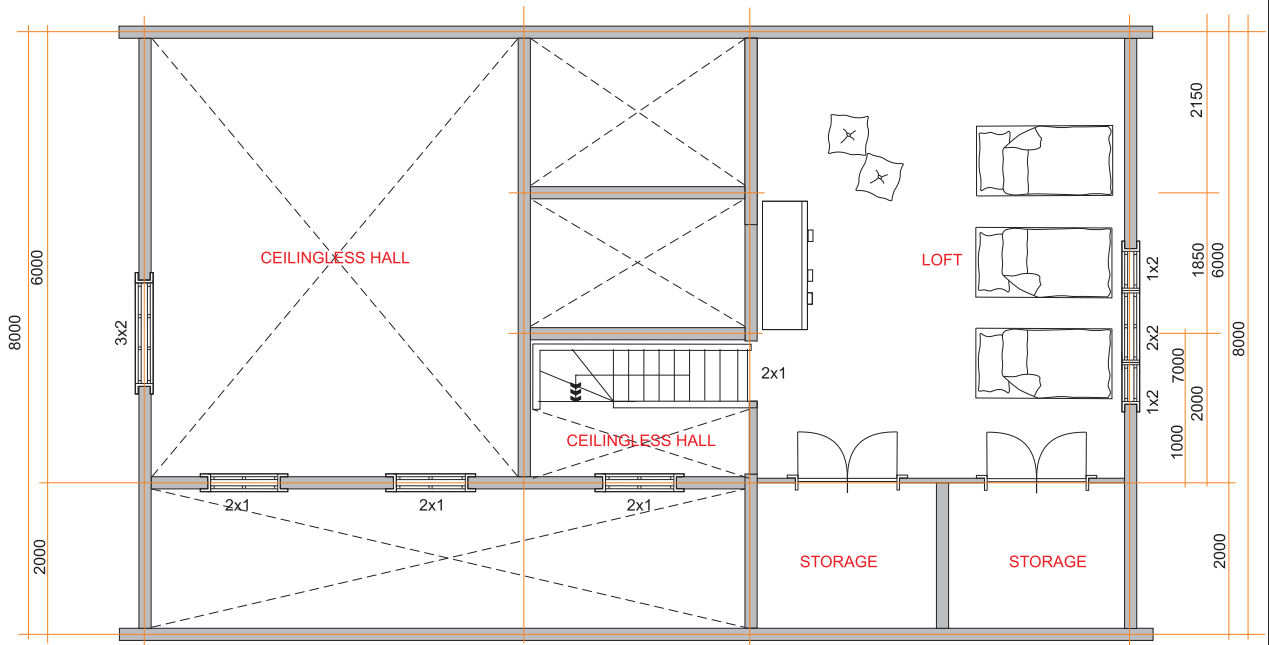 2150
CEILINGLESS HALL
LOFT
6000
8000
3x2
1x2
2x2
1x2
1850
6000
8000
7000
2000
1000
2x1
CEILINGLESS HALL
2x1
2x1
2x1
2000
STORAGE
STORAGE
2000